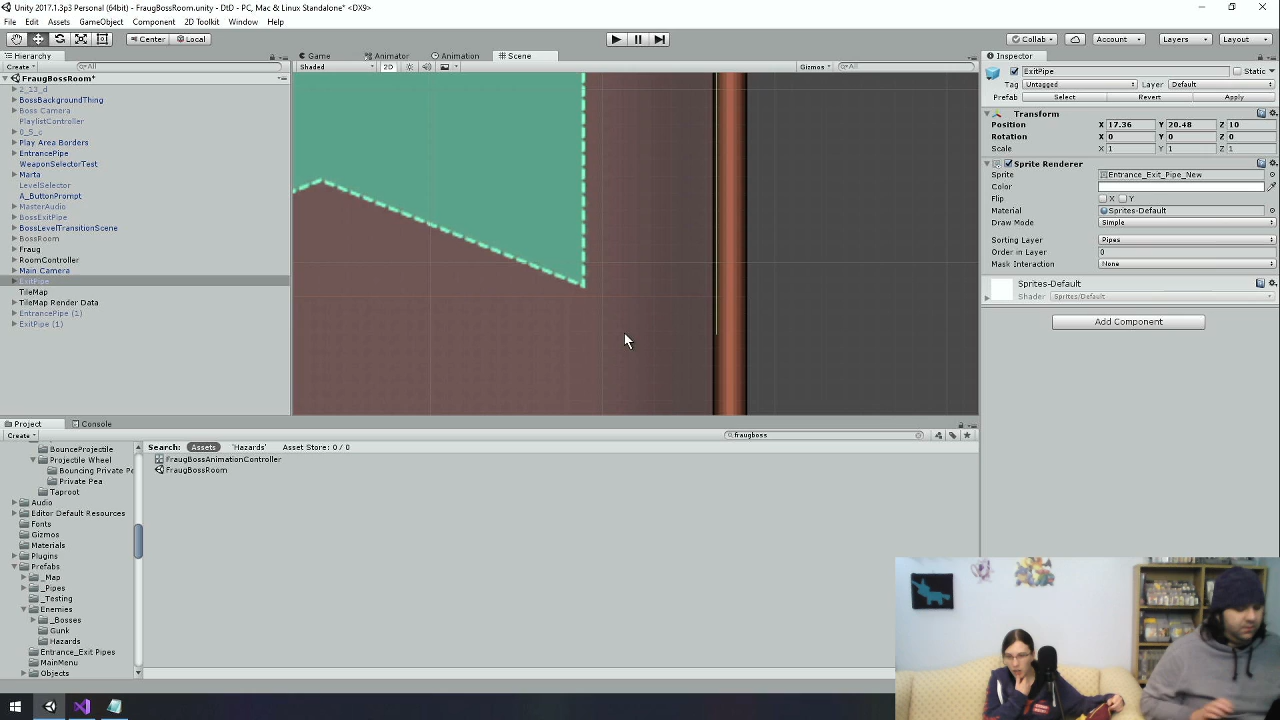 Unity 2017.1.3p3 Personal (64bit) - FraugBossRoom.unity - DtD - PC, Mac & Linux Standalone* <DX9>
File Edit Assets GameObject Component 2D Toolkit Window Help
Center Local Collab Account Layers Layout
Hierarchy
Create All
FraugBossRoom*
2_13_d
BossBackgroundThing
Boss Camera
PlaylistController
0_5_c
Play Area Borders
EntrancePipe
WeaponSelectorTest
Marta
LevelSelector
A_ButtonPrompt
MasterAudio
BossExitPipe
BossLevelTransitionScene
BossRoom
Fraug
RoomController
Main Camera
ExitPipe
TileMap
TileMap Render Data
EntrancePipe (1)
ExitPipe (1)
Game Animator Animation Scene
Shaded 2D Gizmos All
Inspector
ExitPipe Static
Tag Untagged Layer Default
Prefab Select Revert Apply
Transform
Position X 17.36 Y 20.48 Z 10
Rotation X 0 Y 0 Z 0
Scale X 1 Y 1 Z 1
Sprite Renderer
Sprite Entrance_Exit_Pipe_New
Color
Flip X Y
Material Sprites-Default
Draw Mode Simple
Sorting Layer Pipes
Order in Layer 0
Mask Interaction None
Sprites-Default
Shader Sprites/Default
Add Component
Project Console
Create fraugboss
BounceProjectile
Projectile Wheel
Bouncing Private Pe
Private Pea
Taproot
Audio
Editor Default Resources
Fonts
Gizmos
Materials
Plugins
Prefabs
_Map
_Pipes
_Testing
Enemies
_Bosses
Gunk
Hazards
Entrance_Exit Pipes
MainMenu
Objects
Search: Assets 'Hazards' Asset Store: 0 / 0
FraugBossAnimationController
FraugBossRoom